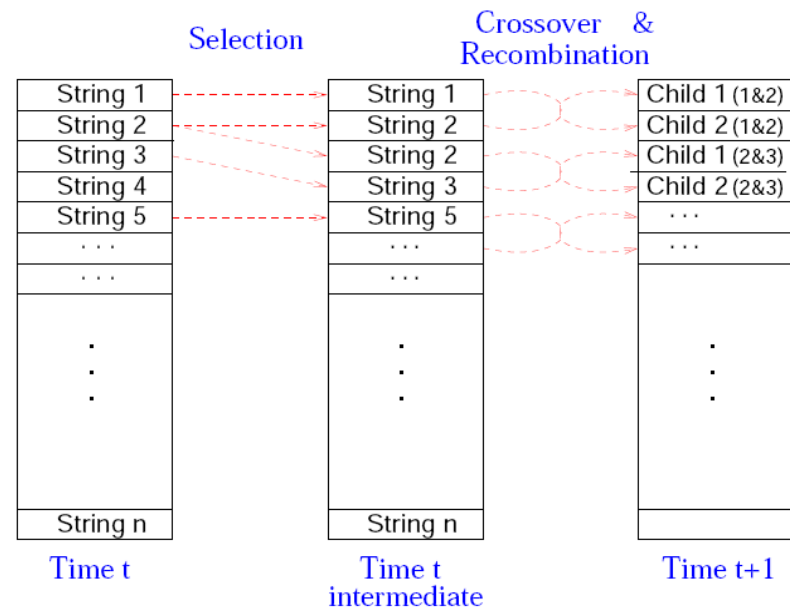 Selection
Crossover &
Recombination
String 1
String 2
String 3
String 4
String 5
. . .
. . .
.
.
.
String n
Time t
String 1
String 2
String 2
String 3
String 5
. . .
. . .
.
.
.
String n
Time t
intermediate
Child 1 (1&2)
Child 2 (1&2)
Child 1 (2&3)
Child 2 (2&3)
. . .
. . .
.
.
.
Time t+1